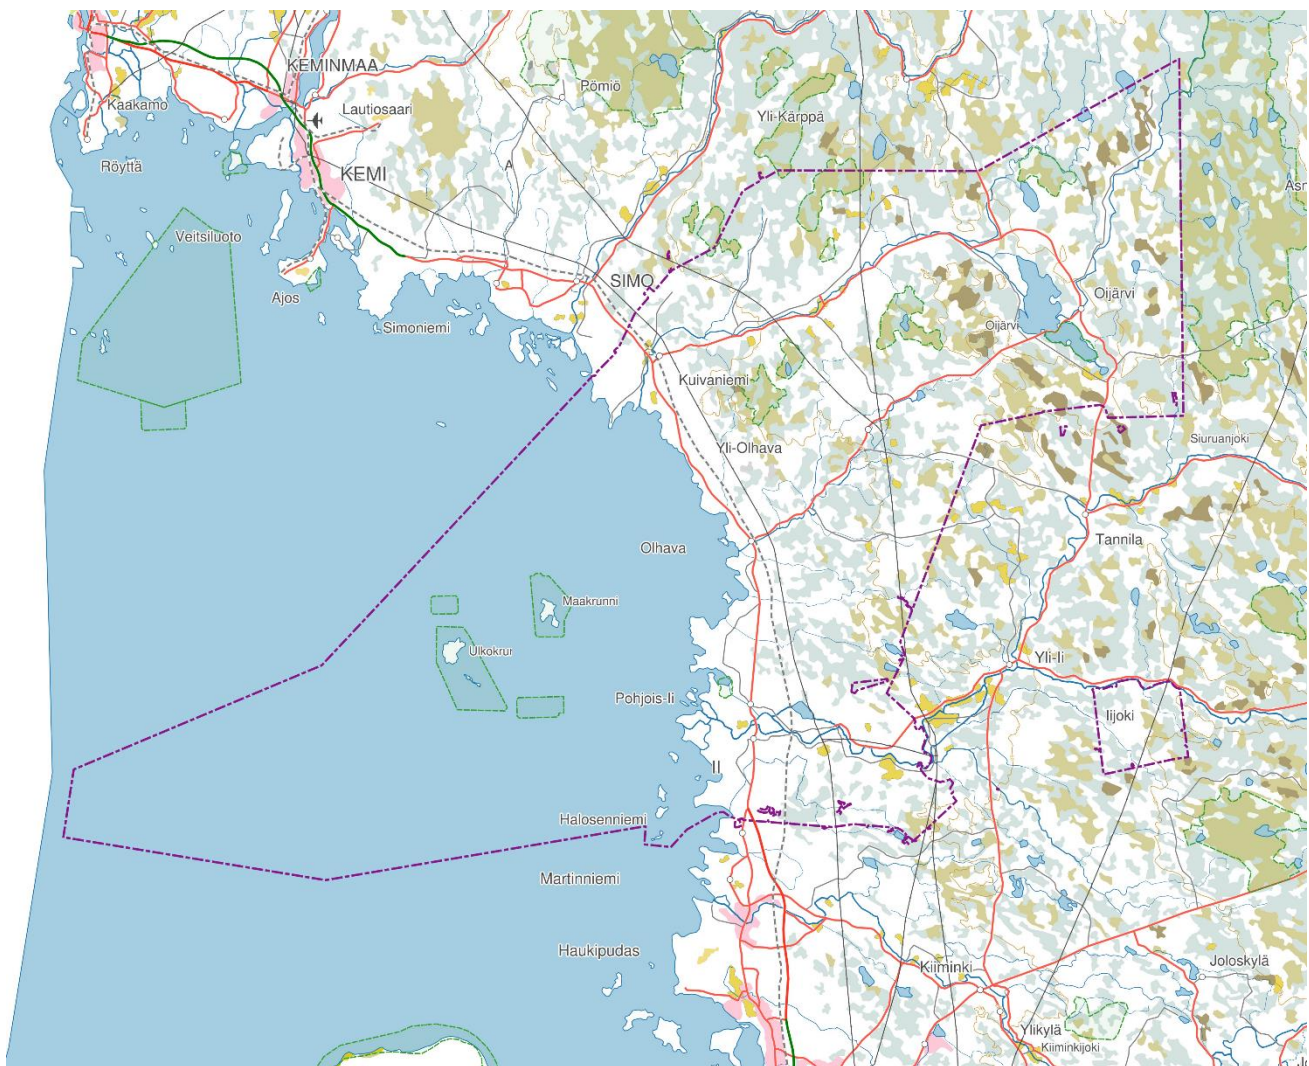 KEMINMAA
Kaakamo
Lautiosaari
Pömiö
Yli-Kärppä
Röyttä
KEMI
A
Veitsiluoto
Ajos
SIMO
Simoniemi
Oijärvi
Oijärvi
Kuivaniemi
Yli-Olhava
Siuruanjoki
Tannila
Olhava
Maakrunni
Ulkokrur
Yli-Ii
Pohjois-Ii
Iijoki
II
Halosenniemi
Martinniemi
Haukipudas
Kiiminki
Joloskylä
Ylikylä
Kiiminkijoki